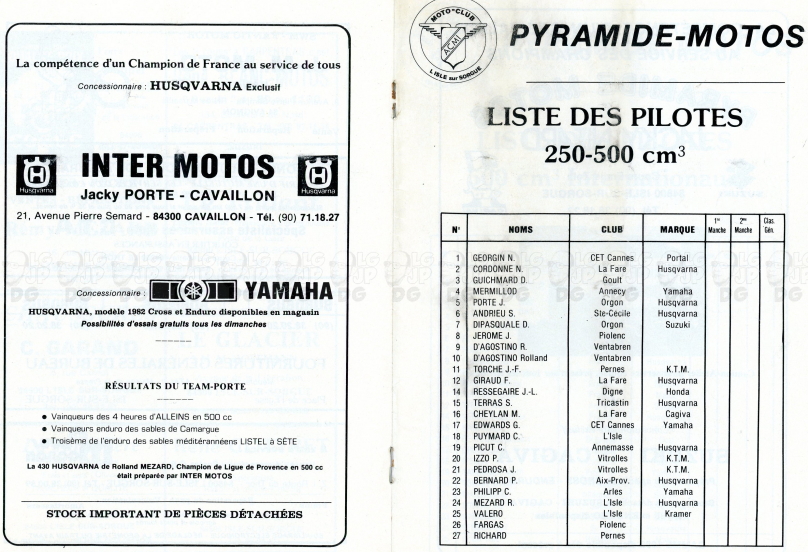 La compétence d'un Champion de France au service de tous
Concessionnaire : HUSQVARNA Exclusif
Husqvarna
INTER MOTOS
Husqvarna
Jacky PORTE - CAVAILLON
21, Avenue Pierre Semard - 84300 CAVAILLON - Tél. (90) 71.18.27
Concessionnaire : YAMAHA
HUSQVARNA, modèle 1982 Cross et Enduro disponibles en magasin
Possibilités d'essais gratuits tous les dimanches
RÉSULTATS DU TEAM-PORTE
• Vainqueurs des 4 heures d'ALLEINS en 500 cc
• Vainqueurs enduro des sables de Camargue
• Troisème de l'enduro des sables méditérannéens LISTEL à SÈTE
La 430 HUSQVARNA de Rolland MEZARD, Champion de Ligue de Provence en 500 cc
était préparée par INTER MOTOS
STOCK IMPORTANT DE PIÈCES DÉTACHÉES
MOTO-CLUB
ACMI
L'ISLE sur SORGUE
PYRAMIDE-MOTOS
LISTE DES PILOTES
250-500 cm³
N° NOMS CLUB MARQUE 1re Manche 2me Manche Clas. Gén.
1 GEORGIN N. CET Cannes Portal
2 CORDONNE N. La Fare Husqvarna
3 GUICHMARD D. Goult
4 MERMILLOD Annecy Yamaha
5 PORTE J. Orgon Husqvarna
6 ANDRIEU S. Ste-Cécile Husqvarna
7 DIPASQUALE D. Orgon Suzuki
8 JEROME J. Piolenc
9 D'AGOSTINO R. Ventabren
10 D'AGOSTINO Rolland Ventabren
11 TORCHE J.-F. Pernes K.T.M.
12 GIRAUD F. La Fare Husqvarna
14 RESSEGAIRE J.-L. Digne Honda
15 TERRAS S. Tricastin Husqvarna
16 CHEYLAN M. La Fare Cagiva
17 EDWARDS G. CET Cannes Yamaha
18 PUYMARD C. L'Isle
19 PICUT C. Annemasse Husqvarna
20 IZZO P. Vitrolles K.T.M.
21 PEDROSA J. Vitrolles K.T.M.
22 BERNARD P. Aix-Prov. Husqvarna
23 PHILIPP C. Arles Yamaha
24 MEZARD R. L'Isle Husqvarna
25 VALERO L'Isle Kramer
26 FARGAS Piolenc
27 RICHARD Pernes